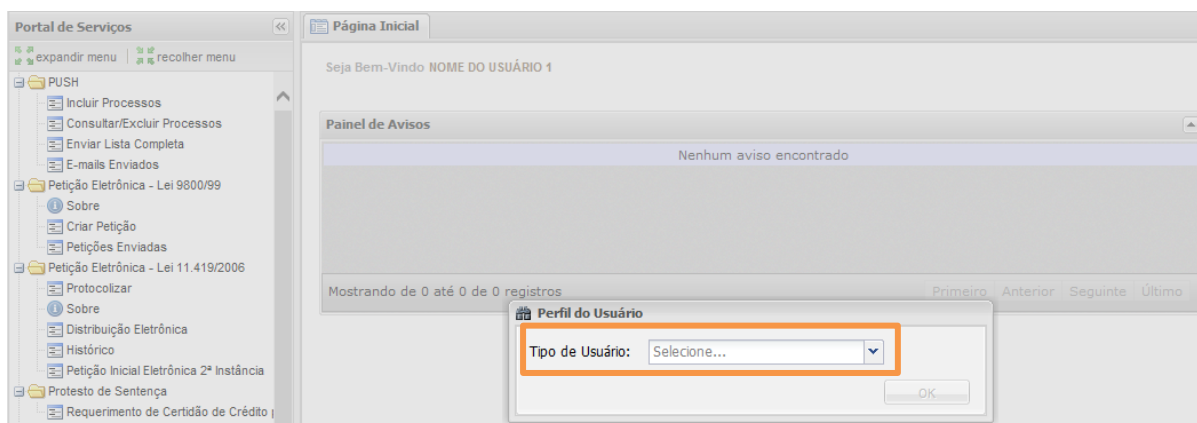 Portal de Serviços
expandir menu
recolher menu
PUSH
Incluir Processos
Consultar/Excluir Processos
Enviar Lista Completa
E-mails Enviados
Petição Eletrônica - Lei 9800/99
Sobre
Criar Petição
Petições Enviadas
Petição Eletrônica - Lei 11.419/2006
Protocolizar
Sobre
Distribuição Eletrônica
Histórico
Petição Inicial Eletrônica 2ª Instância
Protesto de Sentença
Requerimento de Certidão de Crédito
Página Inicial
Seja Bem-Vindo NOME DO USUÁRIO 1
Painel de Avisos
Nenhum aviso encontrado
Mostrando de 0 até 0 de 0 registros
Primeiro Anterior Seguinte Último
Perfil do Usuário
Tipo de Usuário: Selecione...
OK